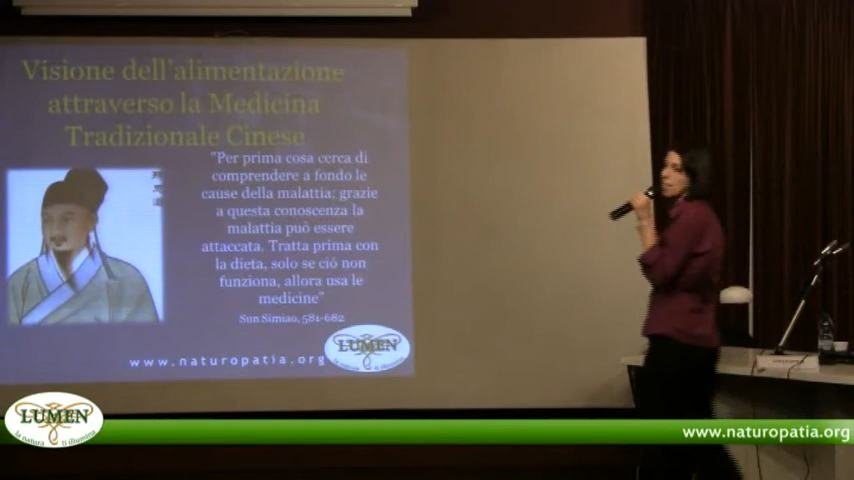 Visione dell'alimentazione
attraverso la Medicina
Tradizionale Cinese
"Per prima cosa cerca di
comprendere a fondo le
cause della malattia; grazie
a questa conoscenza la
malattia può essere
attaccata. Tratta prima con
la dieta, solo se ciò non
funziona, allora usa le
medicine"
Sun Simiao, 581-682
www.naturopatia.org
LUMEN
LUMEN
la natura ti illumina
www.naturopatia.org